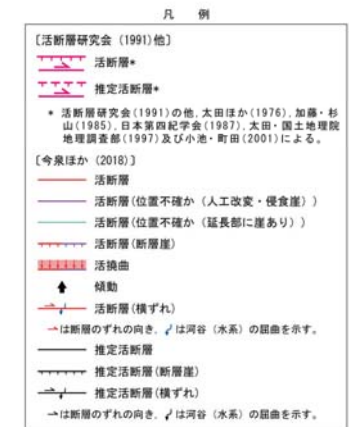 凡 例
〔活断層研究会（1991）他〕
活断層*
推定活断層*
* 活断層研究会(1991)の他,太田ほか(1976),加藤・杉
山(1985),日本第四紀学会(1987),太田・国土地理院
地理調査部(1997)及び小池・町田(2001)による。
〔今泉ほか（2018)〕
活断層
活断層(位置不確か（人工改変・侵食崖））
活断層(位置不確か（延長部に崖あり））
活断層(断層崖)
活撓曲
傾動
活断層(横ずれ)
→は断層のずれの向き,は河谷（水系）の屈曲を示す。
推定活断層
推定活断層(断層崖)
推定活断層(横ずれ)
→は断層のずれの向き,は河谷（水系）の屈曲を示す。